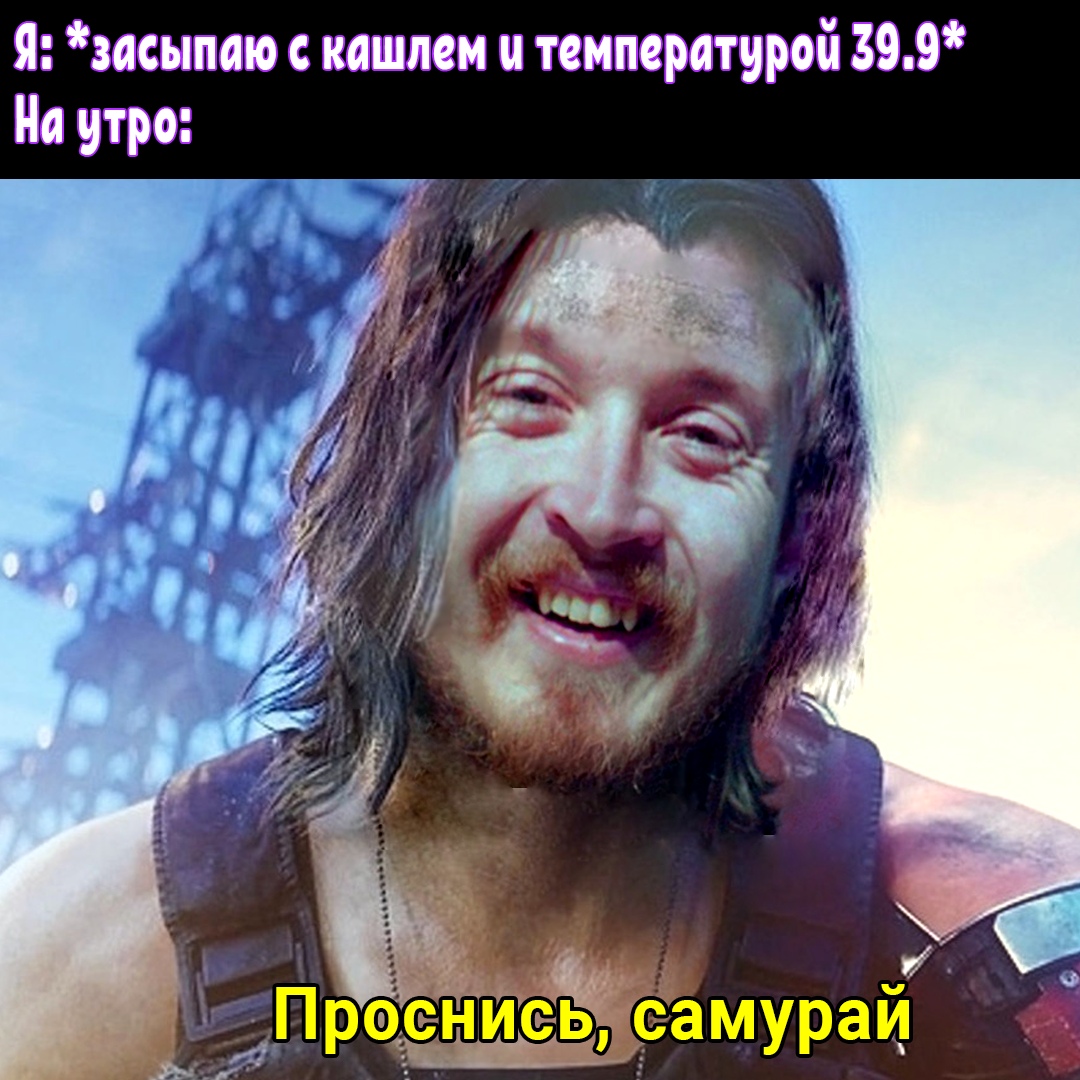 Я: *засыпаю с кашлем и температурой 39.9*
На утро:
Проснись, самурай